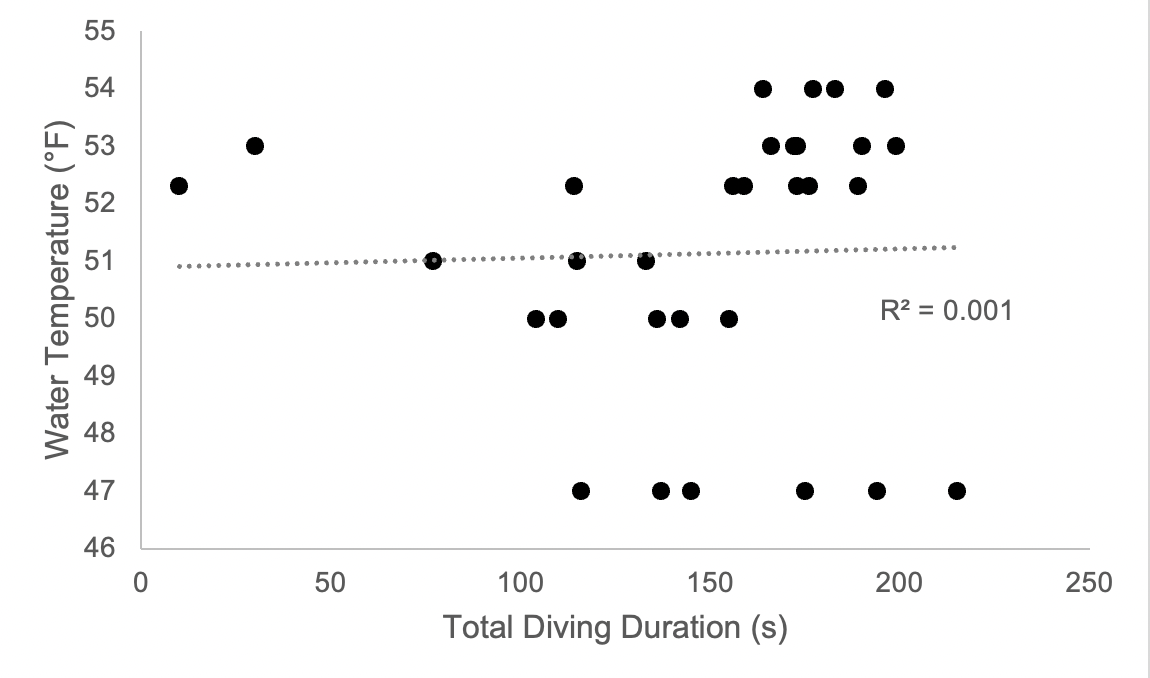 55
54
53
52
51
50
49
48
47
46
Water Temperature (°F)
R² = 0.001
0 50 100 150 200 250
Total Diving Duration (s)